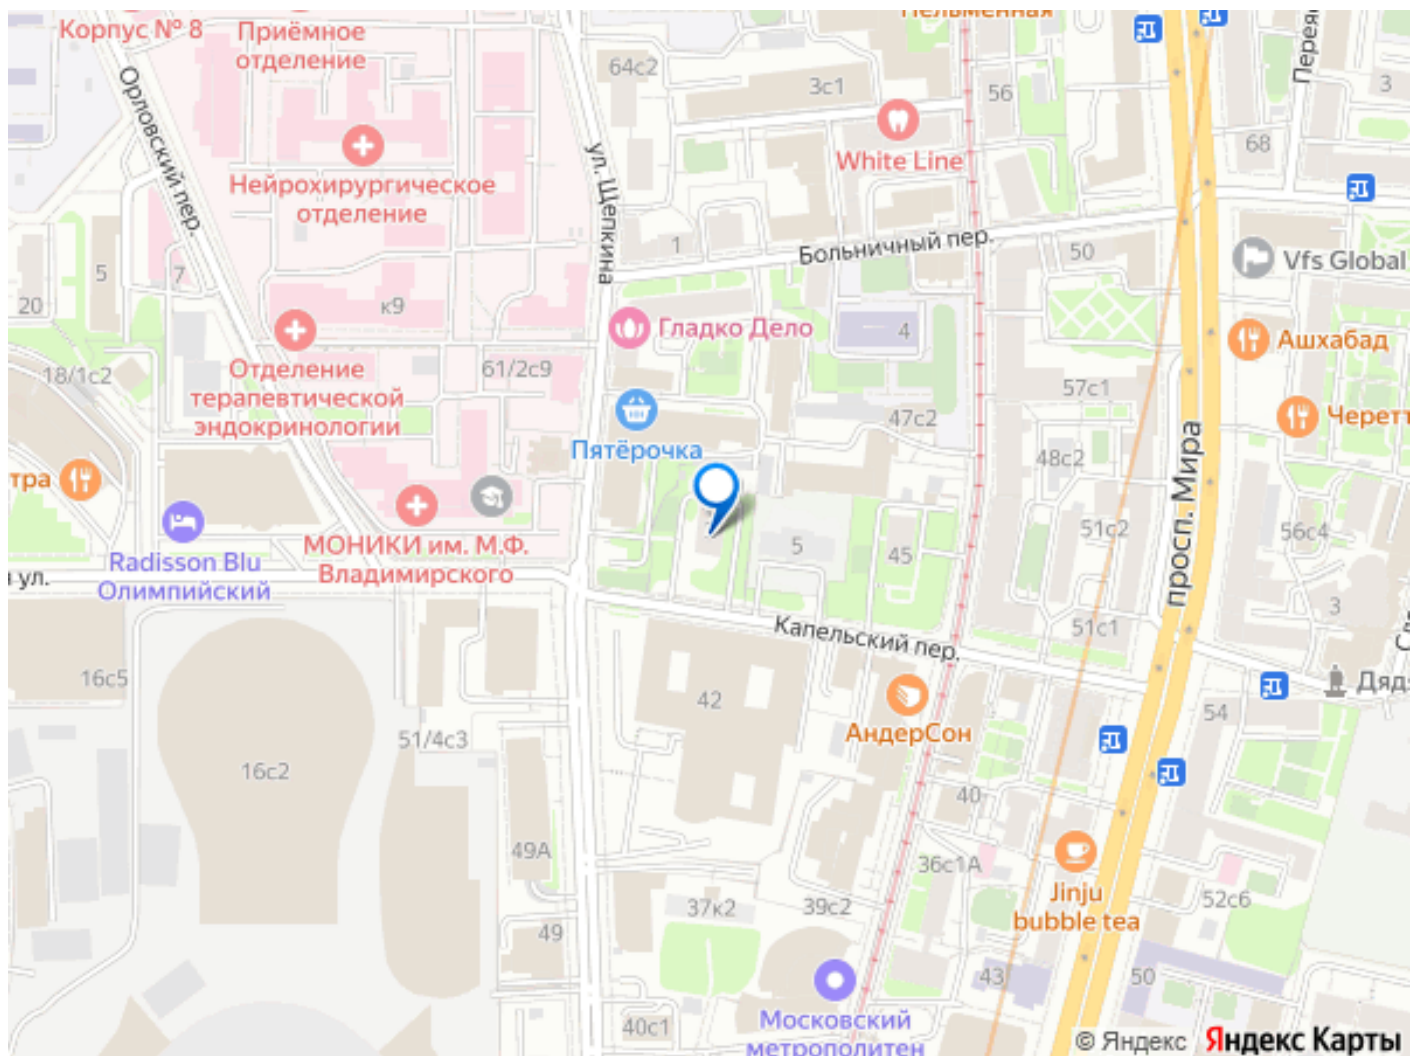 Корпус № 8
Приёмное
отделение
Пельменная
64с2
3с1
56
3
Орловский пер.
ул. Щепкина
White Line
68
Нейрохирургическое
отделение
1
Больничный пер.
50
Vfs Global
5
7
20
к9
Гладко Дело
4
Ашхабад
18/1с2
Отделение
терапевтической
эндокринологии
61/2с9
57с1
Пятёрочка
47с2
Черетт
48с2
просп. Мира
тра
51с2
56с4
5
45
Radisson Blu
Олимпийский
МОНИКИ им. М.Ф.
Владимирского
ул.
Капельский пер.
51с1
3
16с5
42
Дядя
54
АндерСон
51/4с3
16с2
40
49А
36с1А
Jinju
bubble tea
52с6
37к2
39с2
49
43
50
40с1
Московский
метрополитен
© Яндекс Яндекс Карты